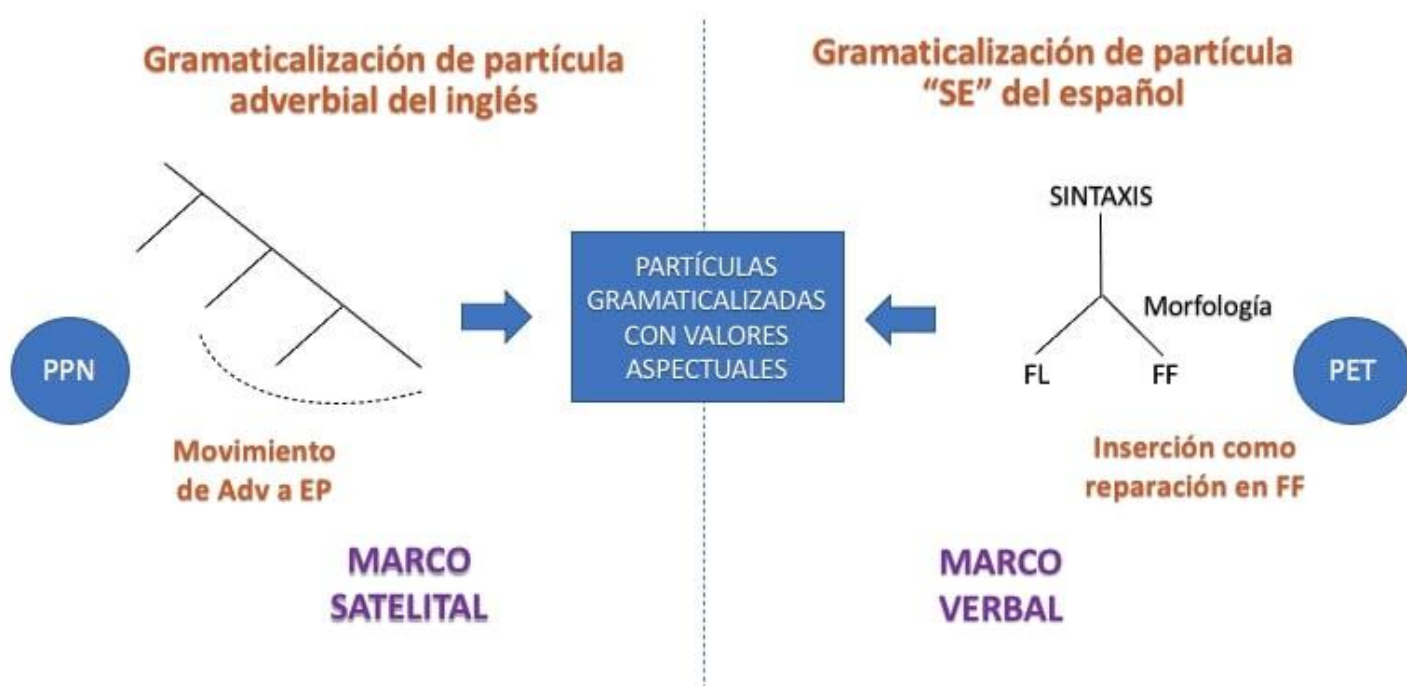 Gramaticalización de partícula
adverbial del inglés
PPN
Movimiento
de Adv a EP
MARCO
SATELITAL
PARTÍCULAS
GRAMATICALIZADAS
CON VALORES
ASPECTUALES
Gramaticalización de partícula
“SE” del español
SINTAXIS
Morfología
FL
FF
PET
Inserción como
reparación en FF
MARCO
VERBAL